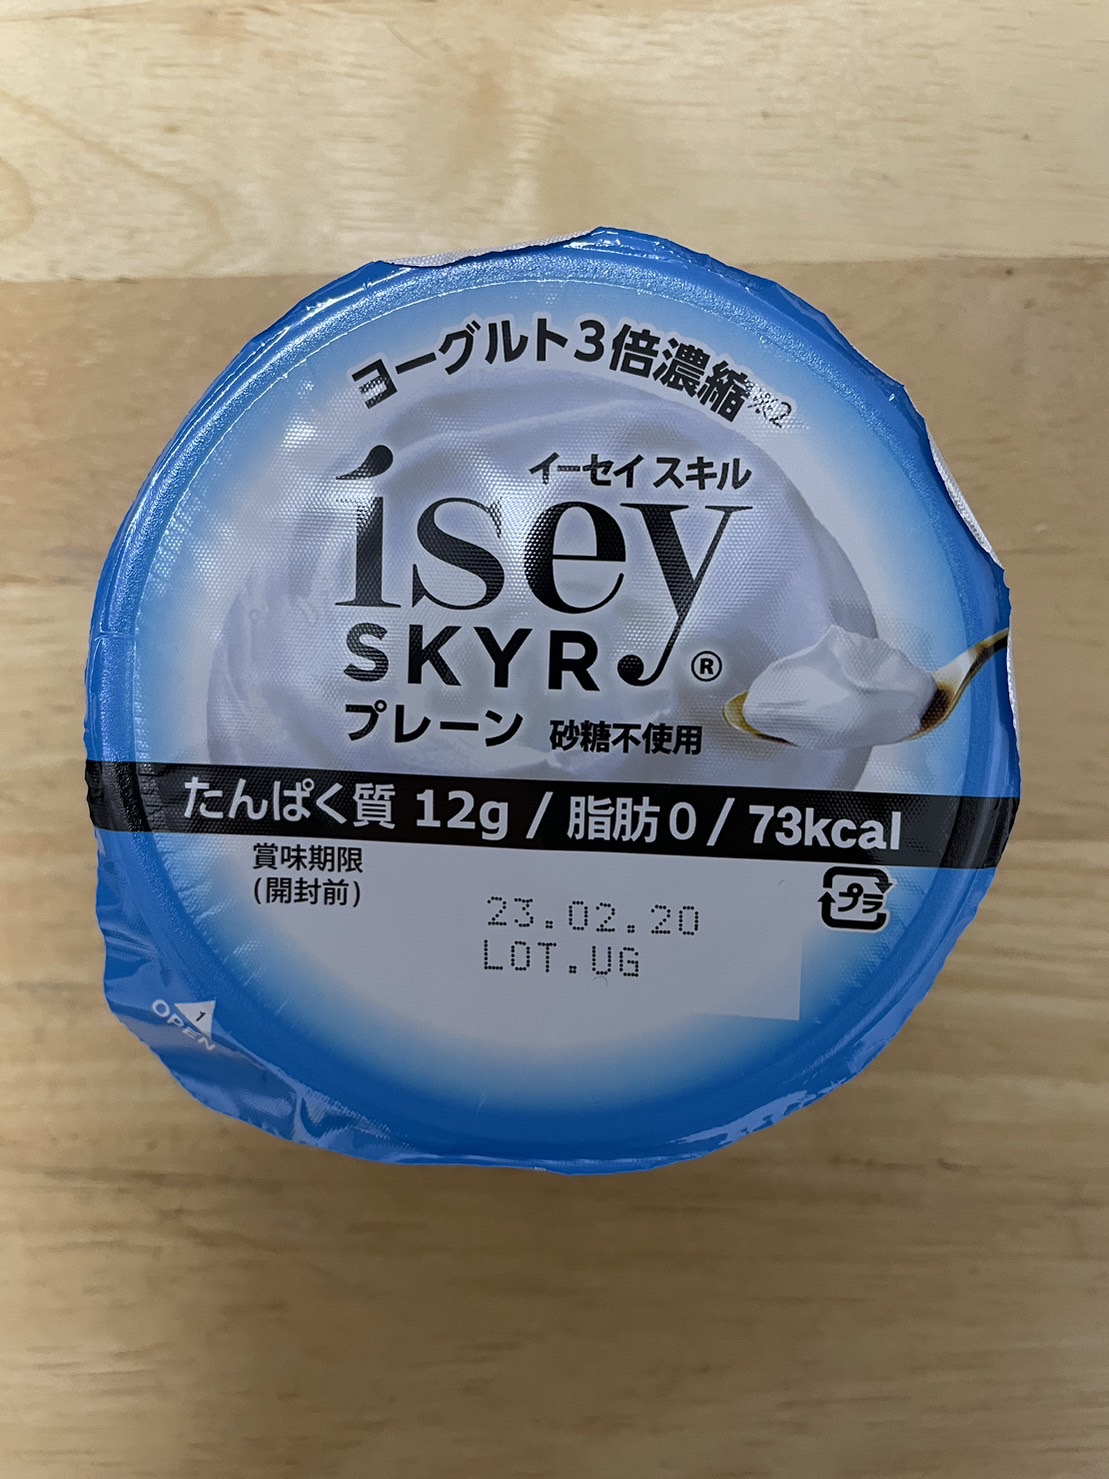 ヨーグルト3倍濃縮※2
イーセイ スキル
isey
SKYR®
プレーン 砂糖不使用
たんぱく質 12g / 脂肪0 / 73kcal
賞味期限
(開封前)
23.02.20
LOT.UG
プラ
1
OPEN